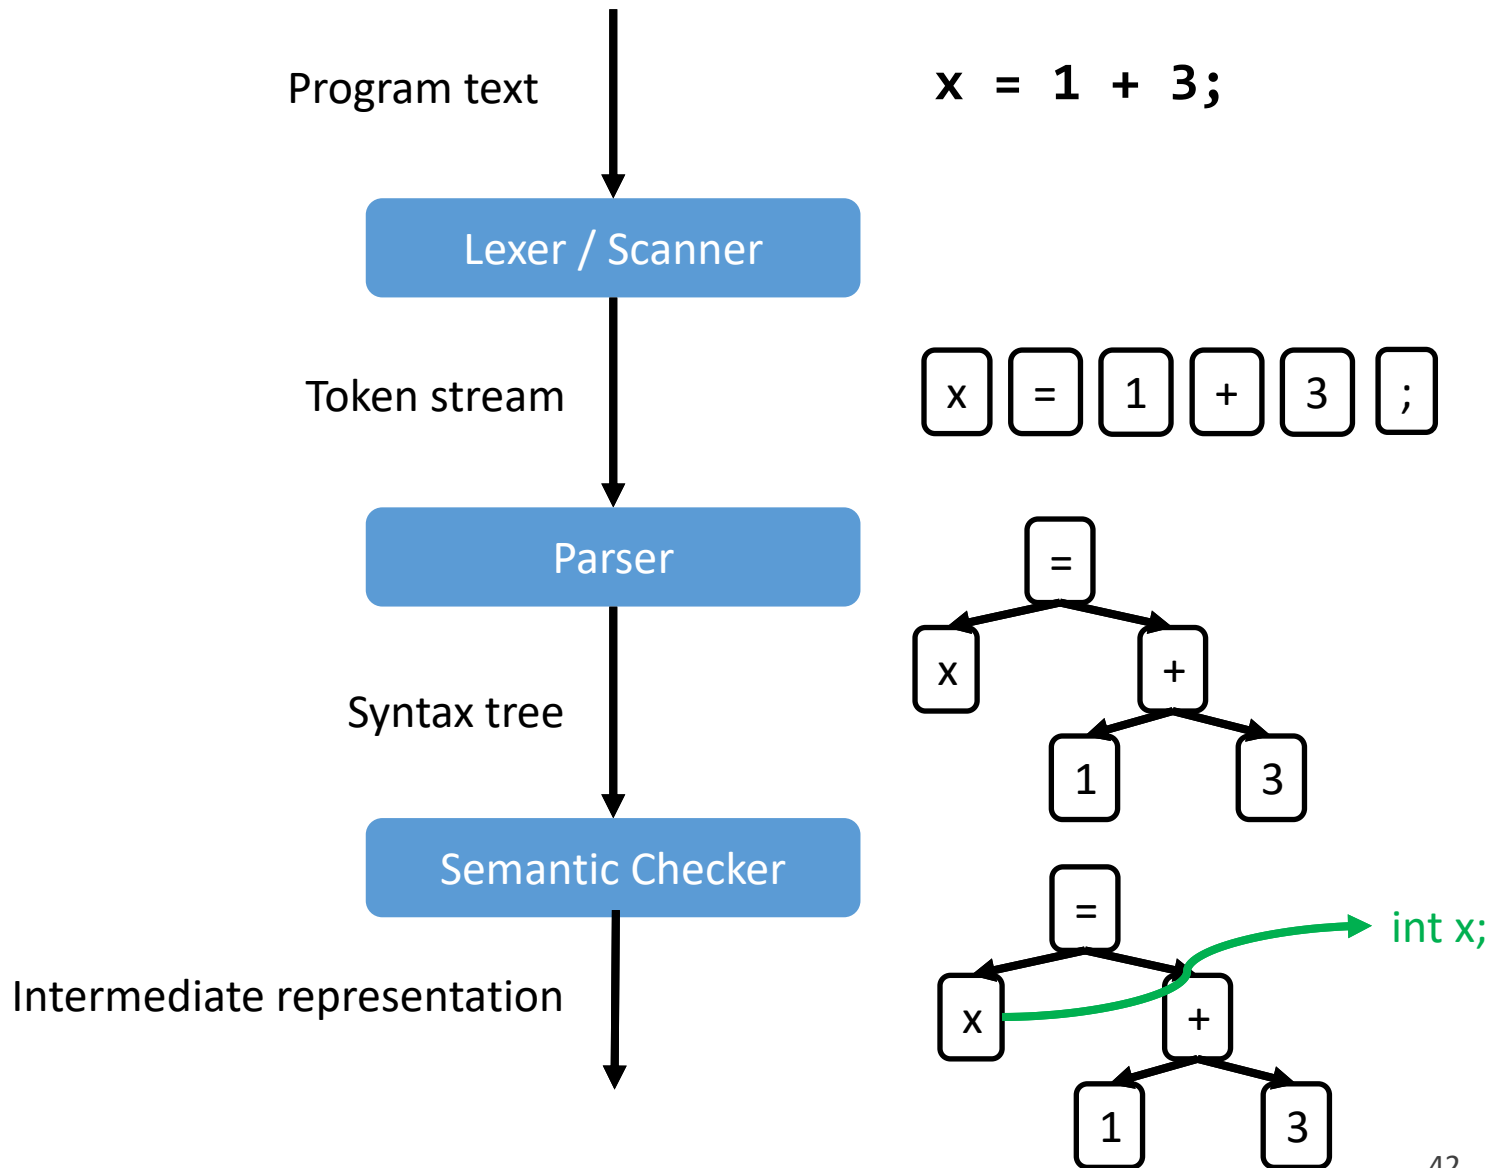 Program text
x = 1 + 3;
Lexer / Scanner
Token stream
x = 1 + 3 ;
Parser
=
x +
Syntax tree
1 3
Semantic Checker
=
int x;
Intermediate representation
x +
1 3
42